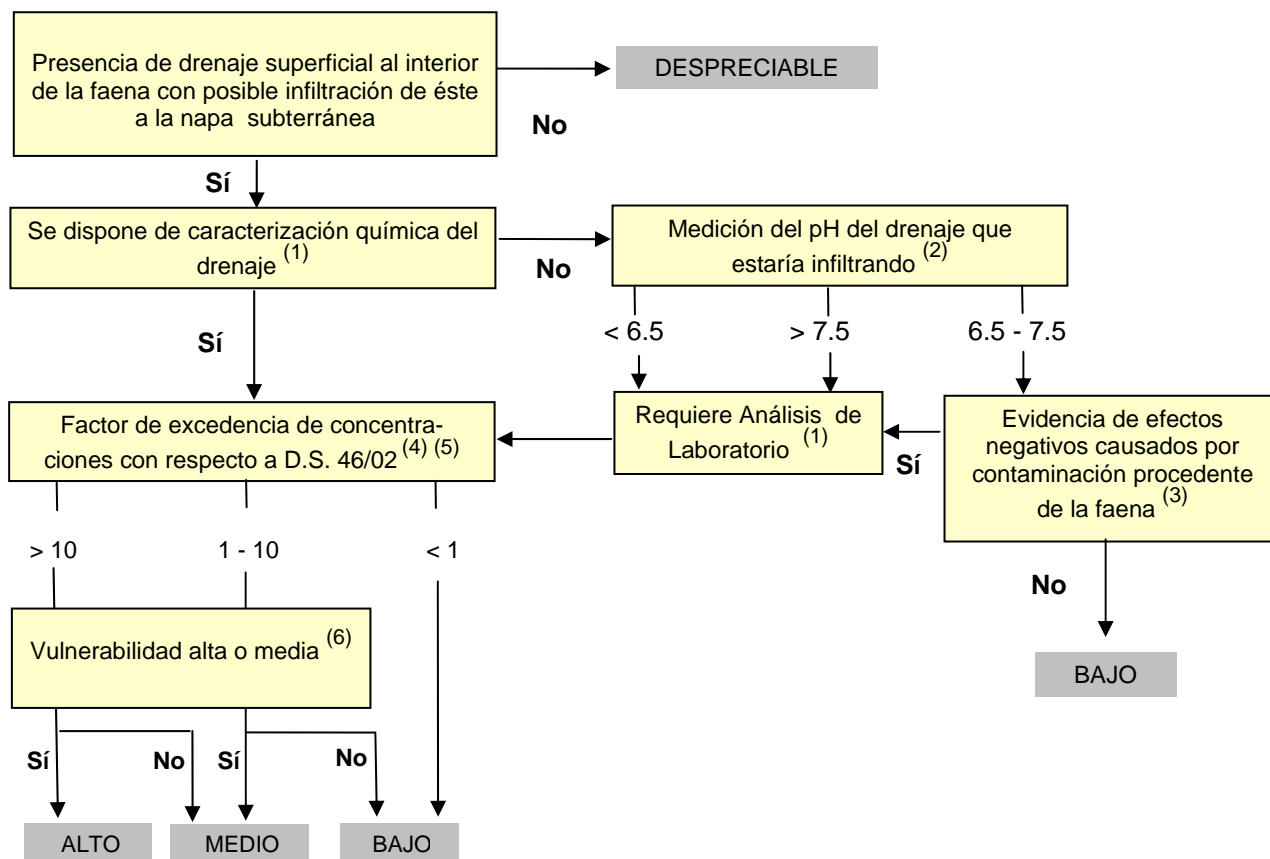 Presencia de drenaje superficial al interior
de la faena con posible infiltración de éste
a la napa subterránea
DESPRECIABLE
No
Sí
Se dispone de caracterización química del
drenaje (1)
No
Medición del pH del drenaje que
estaría infiltrando (2)
Sí
< 6.5
> 7.5
6.5 - 7.5
Factor de excedencia de concentra-
ciones con respecto a D.S. 46/02 (4) (5)
Requiere Análisis de
Laboratorio (1)
Sí
Evidencia de efectos
negativos causados por
contaminación procedente
de la faena (3)
> 10
1 - 10
< 1
No
Vulnerabilidad alta o media (6)
BAJO
Sí
No
Sí
No
ALTO
MEDIO
BAJO